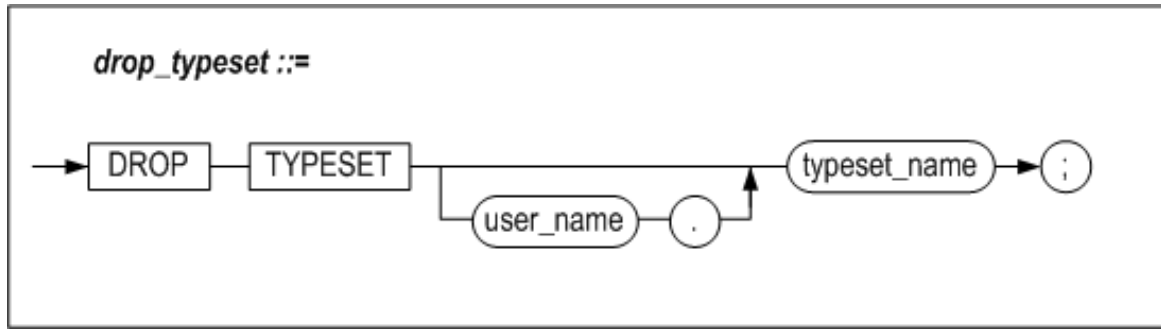 drop_typeset ::=
DROP TYPESET typeset_name ;
user_name .